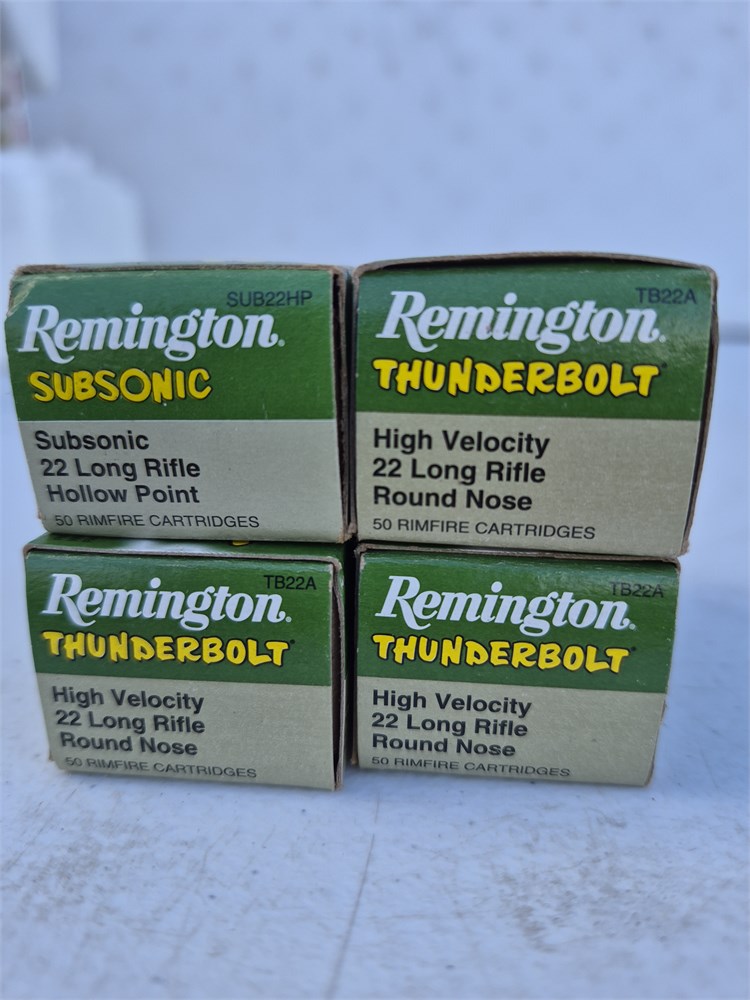 SUB22HP
Remington.
SUBSONIC
Subsonic
22 Long Rifle
Hollow Point
50 RIMFIRE CARTRIDGES
TB22A
Remington.
THUNDERBOLT
High Velocity
22 Long Rifle
Round Nose
50 RIMFIRE CARTRIDGES
TB22A
Remington.
THUNDERBOLT
High Velocity
22 Long Rifle
Round Nose
50 RIMFIRE CARTRIDGES
TB22A
Remington.
THUNDERBOLT
High Velocity
22 Long Rifle
Round Nose
50 RIMFIRE CARTRIDGES